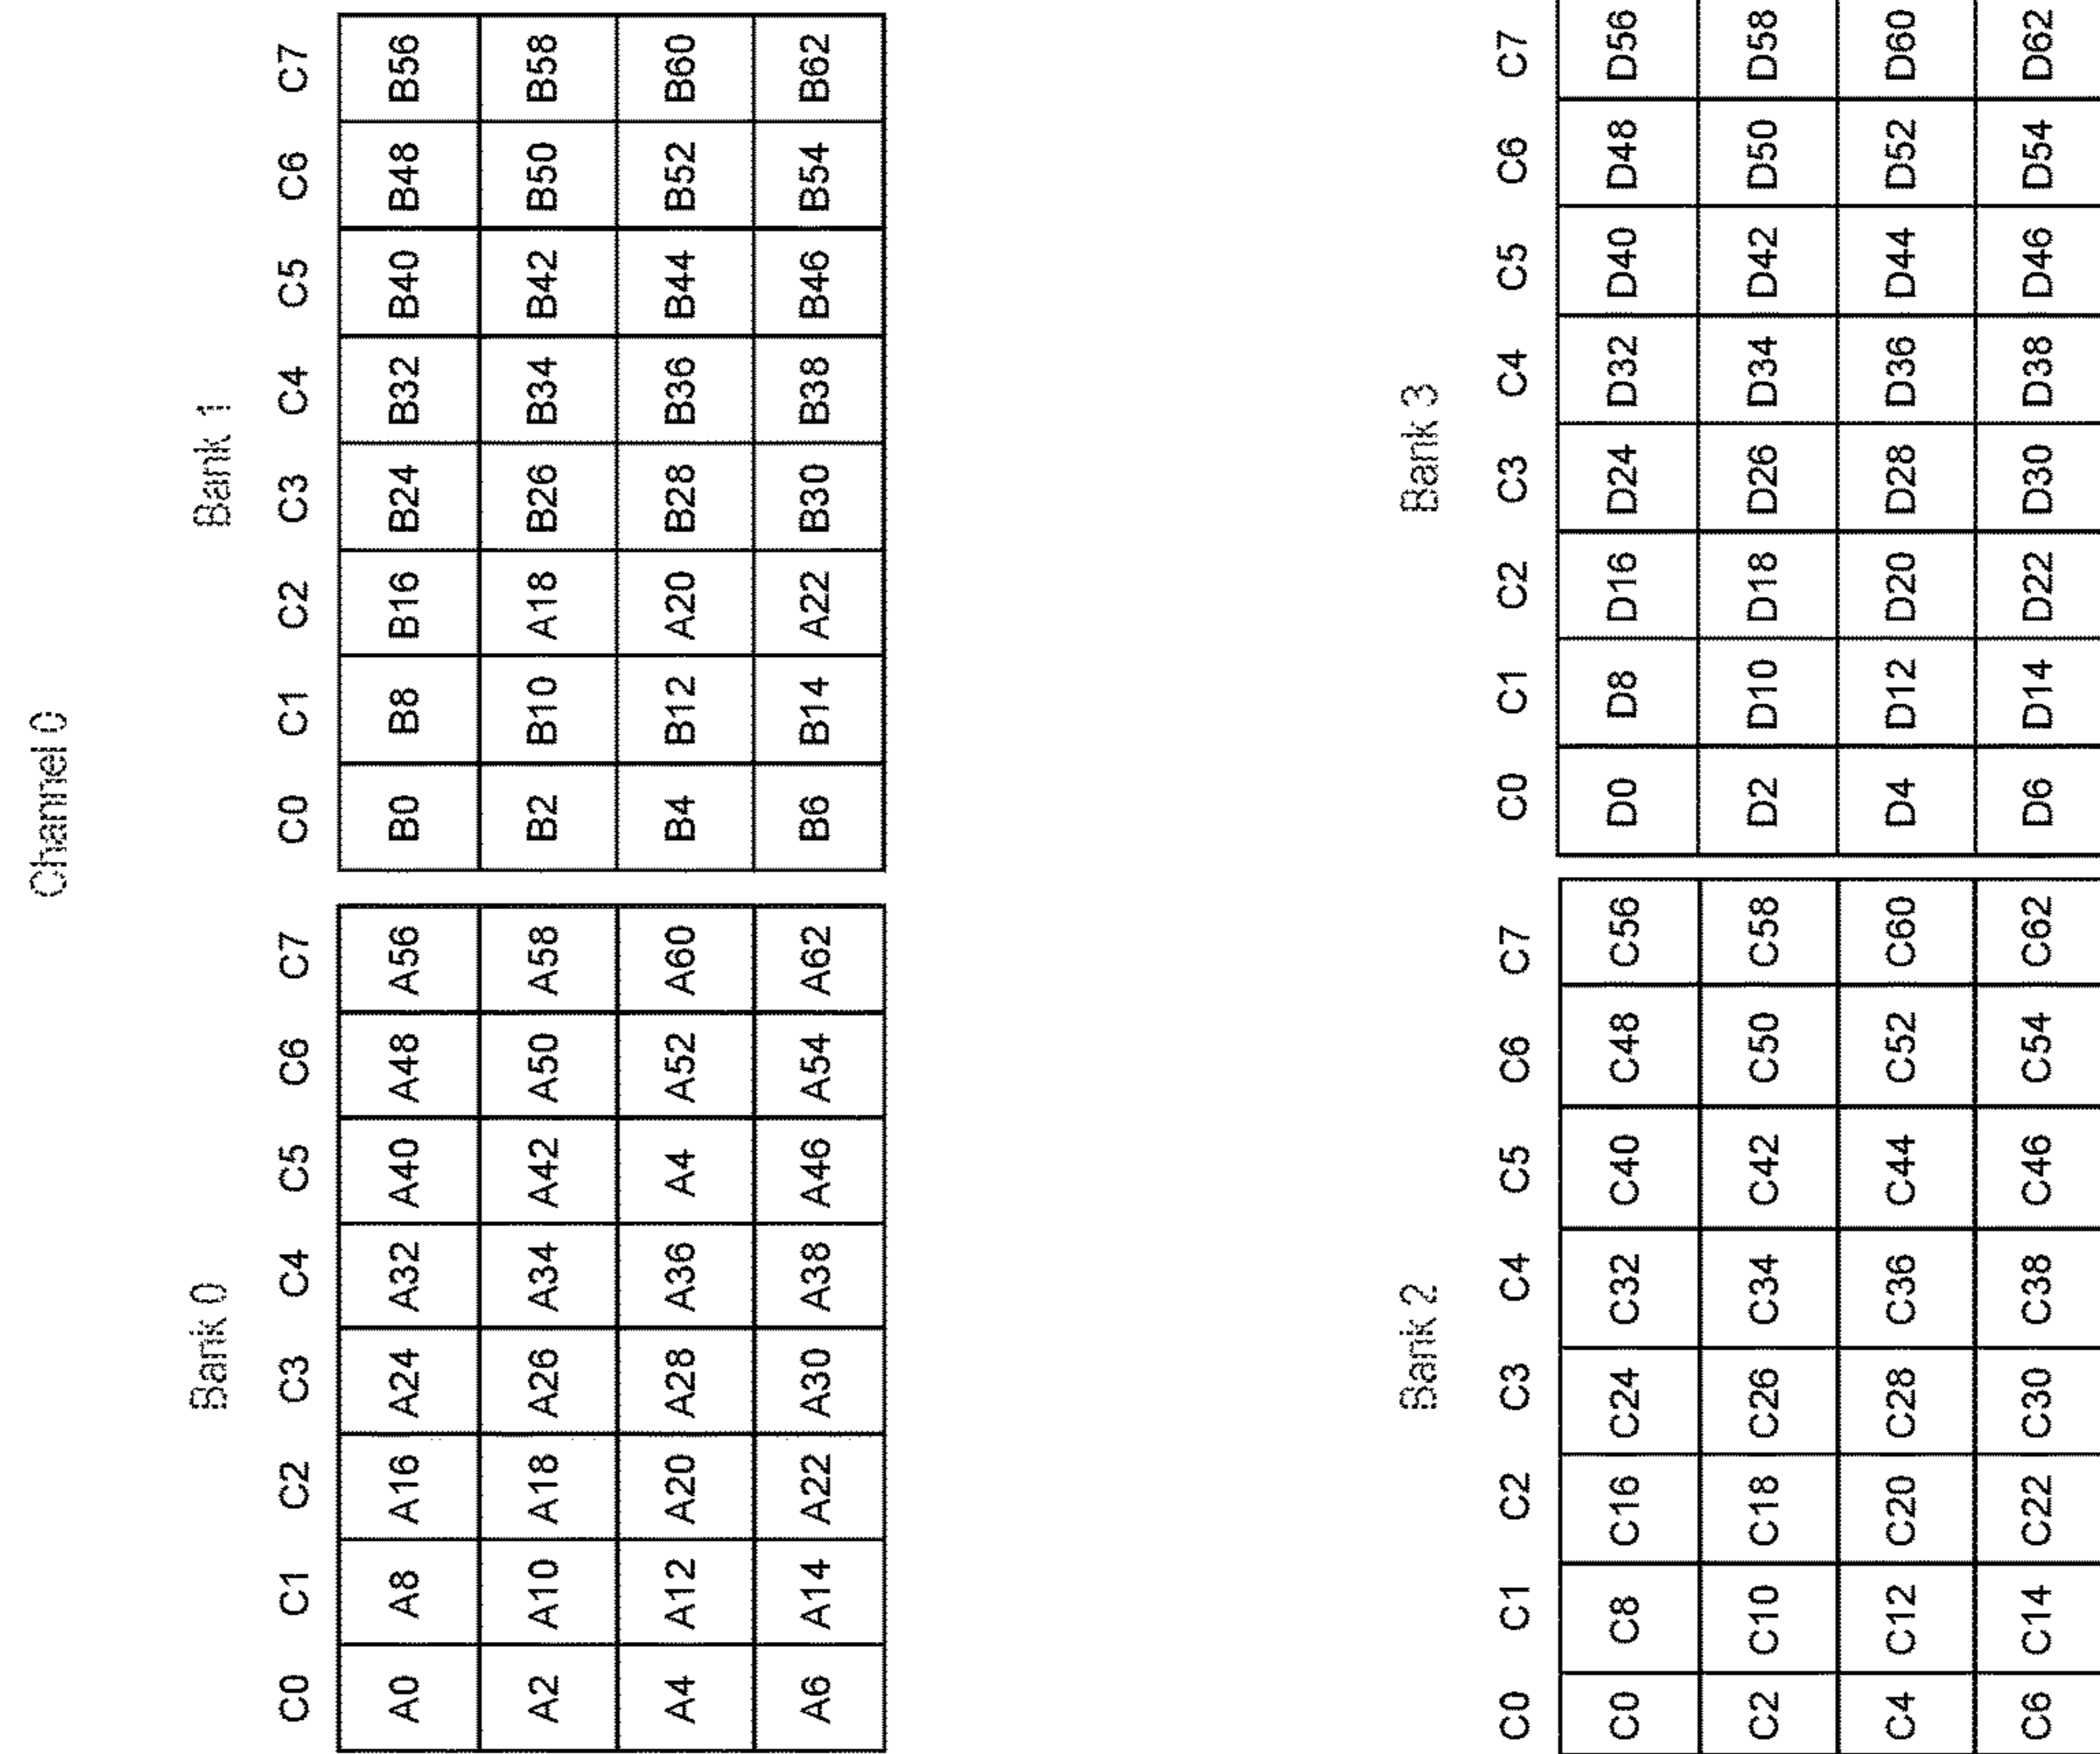 Channel 0
Bank 0
C0 C1 C2 C3 C4 C5 C6 C7
A0 A8 A16 A24 A32 A40 A48 A56
A2 A10 A18 A26 A34 A42 A50 A58
A4 A12 A20 A28 A36 A4 A52 A60
A6 A14 A22 A30 A38 A46 A54 A62
Bank 1
C0 C1 C2 C3 C4 C5 C6 C7
B0 B8 B16 B24 B32 B40 B48 B56
B2 B10 A18 B26 B34 B42 B50 B58
B4 B12 A20 B28 B36 B44 B52 B60
B6 B14 A22 B30 B38 B46 B54 B62
Bank 2
C0 C1 C2 C3 C4 C5 C6 C7
C0 C8 C16 C24 C32 C40 C48 C56
C2 C10 C18 C26 C34 C42 C50 C58
C4 C12 C20 C28 C36 C44 C52 C60
C6 C14 C22 C30 C38 C46 C54 C62
Bank 3
C0 C1 C2 C3 C4 C5 C6 C7
D0 D8 D16 D24 D32 D40 D48 D56
D2 D10 D18 D26 D34 D42 D50 D58
D4 D12 D20 D28 D36 D44 D52 D60
D6 D14 D22 D30 D38 D46 D54 D62